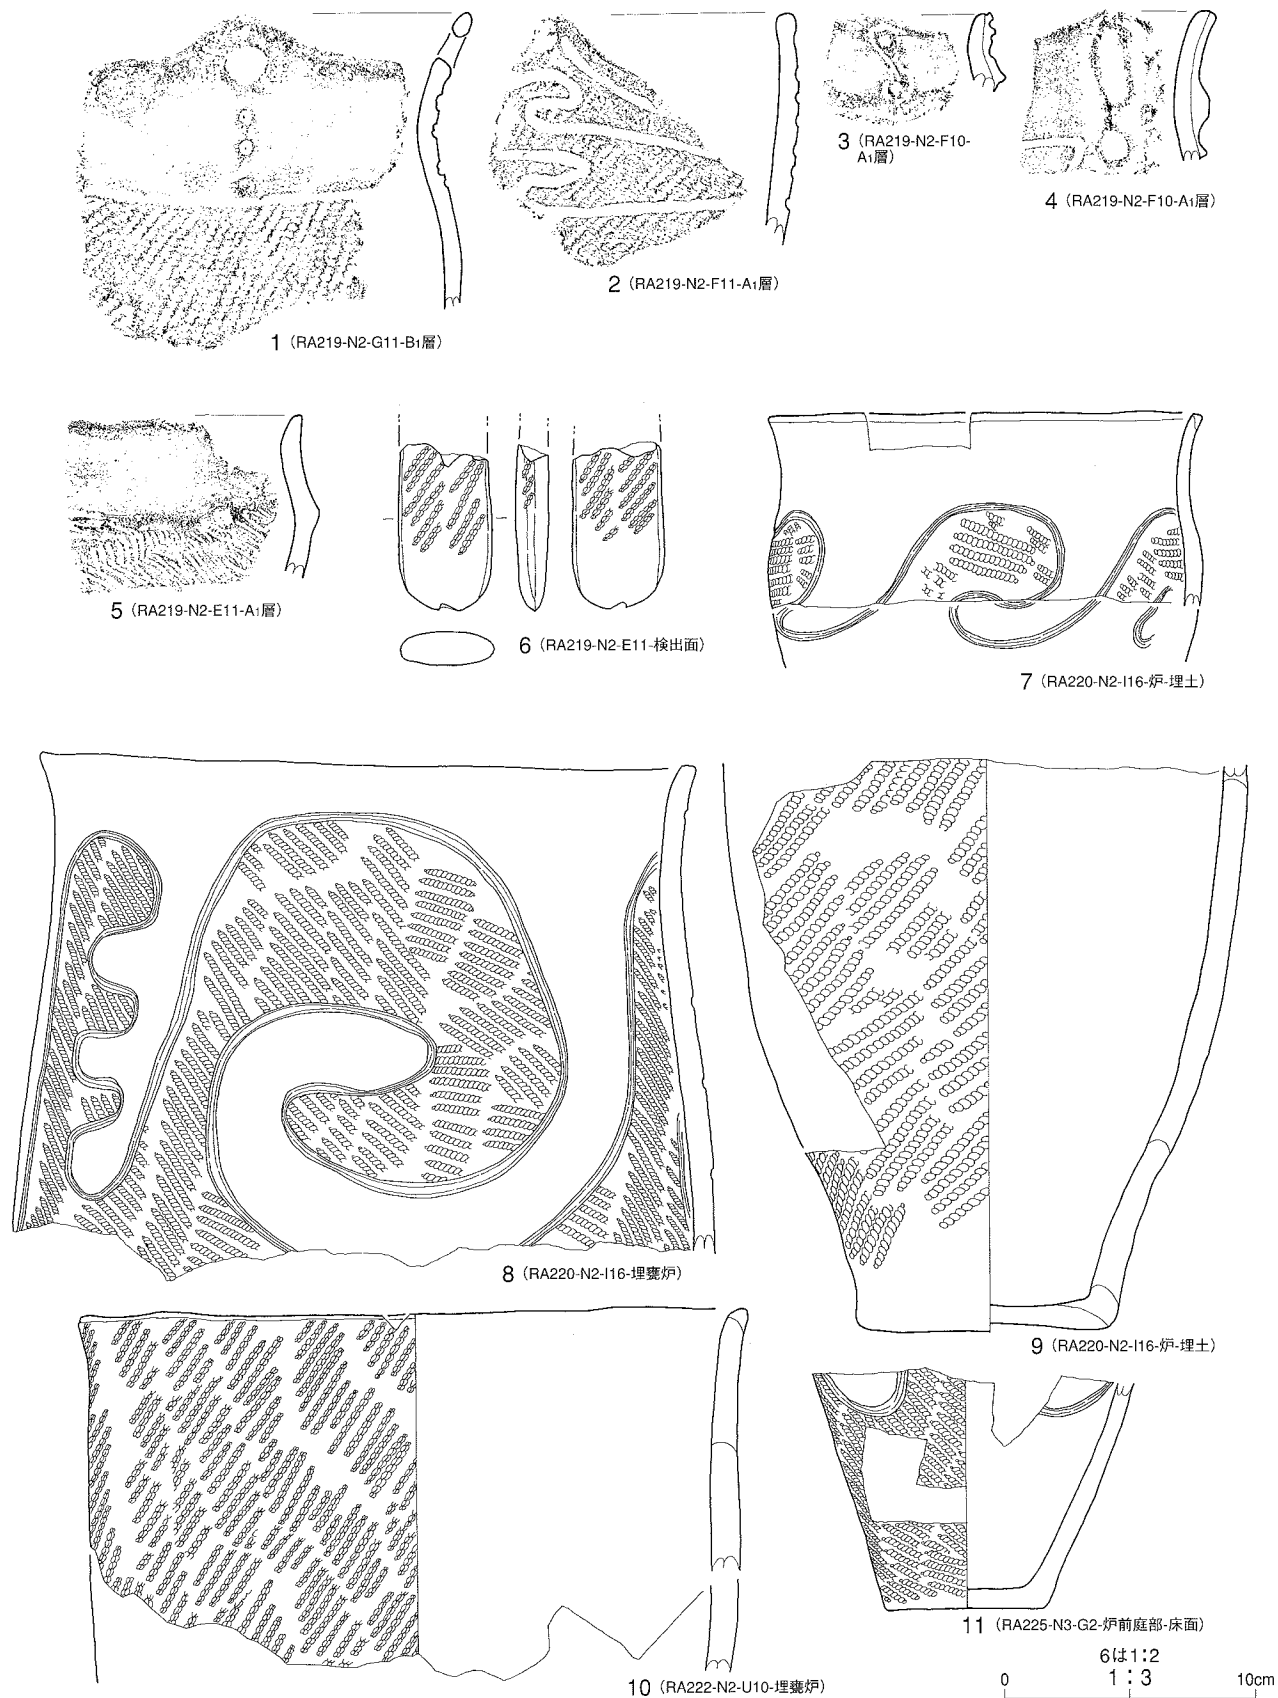 1 (RA219-N2-G11-B1層)
2 (RA219-N2-F11-A1層)
3 (RA219-N2-F10-
A1層)
4 (RA219-N2-F10-A1層)
5 (RA219-N2-E11-A1層)
6 (RA219-N2-E11-検出面)
7 (RA220-N2-I16-炉-埋土)
8 (RA220-N2-I16-埋甕炉)
9 (RA220-N2-I16-炉-埋土)
10 (RA222-N2-U10-埋甕炉)
11 (RA225-N3-G2-炉前庭部-床面)
6は1:2
0 1:3 10cm